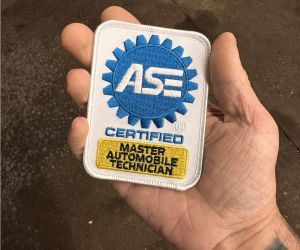 ASE
®
CERTIFIED
MASTER
AUTOMOBILE
TECHNICIAN